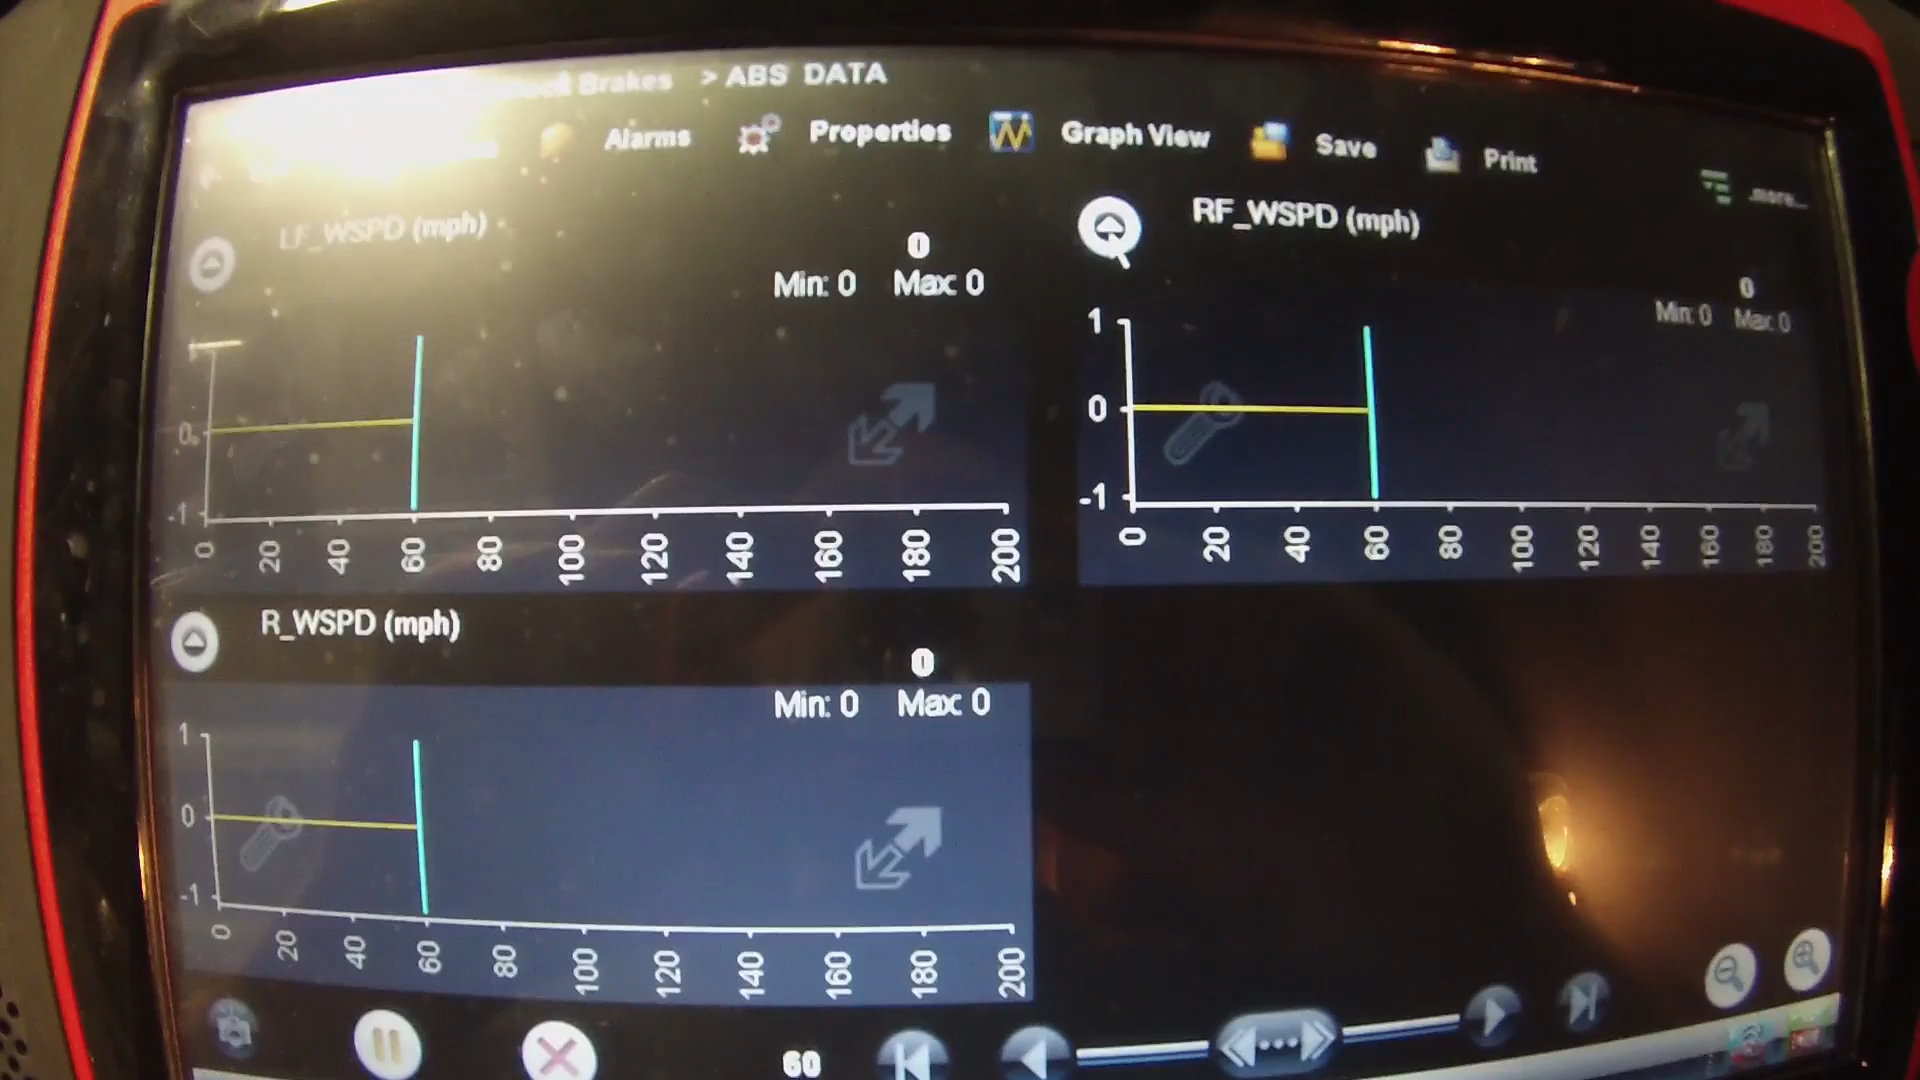 Brakes > ABS DATA
Alarms Properties Graph View Save Print more...
LF_WSPD (mph)
0
Min: 0 Max: 0
0
-1
0 20 40 60 80 100 120 140 160 180 200
RF_WSPD (mph)
0
Min: 0 Max: 0
1
0
-1
0 20 40 60 80 100 120 140 160 180 200
R_WSPD (mph)
0
Min: 0 Max: 0
1
0
-1
0 20 40 60 80 100 120 140 160 180 200
60